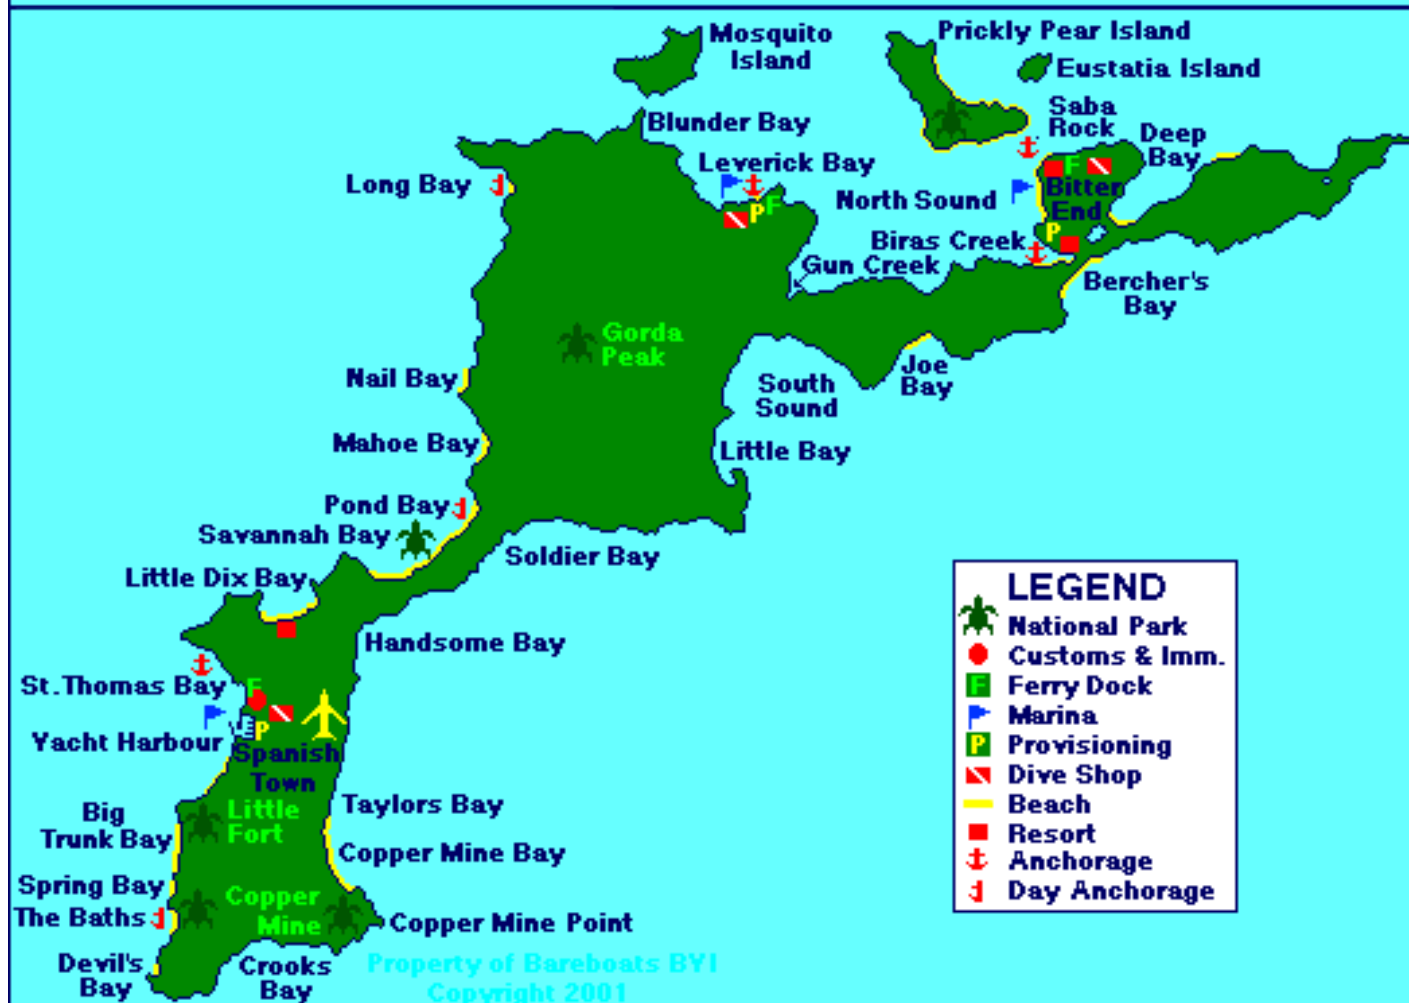 Mosquito
Island
Prickly Pear Island
Eustatia Island
Saba
Rock
Deep
Bay
Blunder Bay
Leverick Bay
Long Bay
North Sound
Bitter
End
F
P
F
P
Biras Creek
Gun Creek
Bercher's
Bay
Gorda
Peak
Nail Bay
Joe
Bay
South
Sound
Mahoe Bay
Little Bay
Pond Bay
Savannah Bay
Soldier Bay
Little Dix Bay
Handsome Bay
St.Thomas Bay
F
P
Yacht Harbour
Spanish
Town
Big
Trunk Bay
Little
Fort
Taylors Bay
Copper Mine Bay
Spring Bay
The Baths
Copper
Mine
Copper Mine Point
Devil's
Bay
Crooks
Bay
Property of Bareboats BYI
Copyright 2001
LEGEND
National Park
Customs & Imm.
F Ferry Dock
Marina
P Provisioning
Dive Shop
Beach
Resort
Anchorage
Day Anchorage